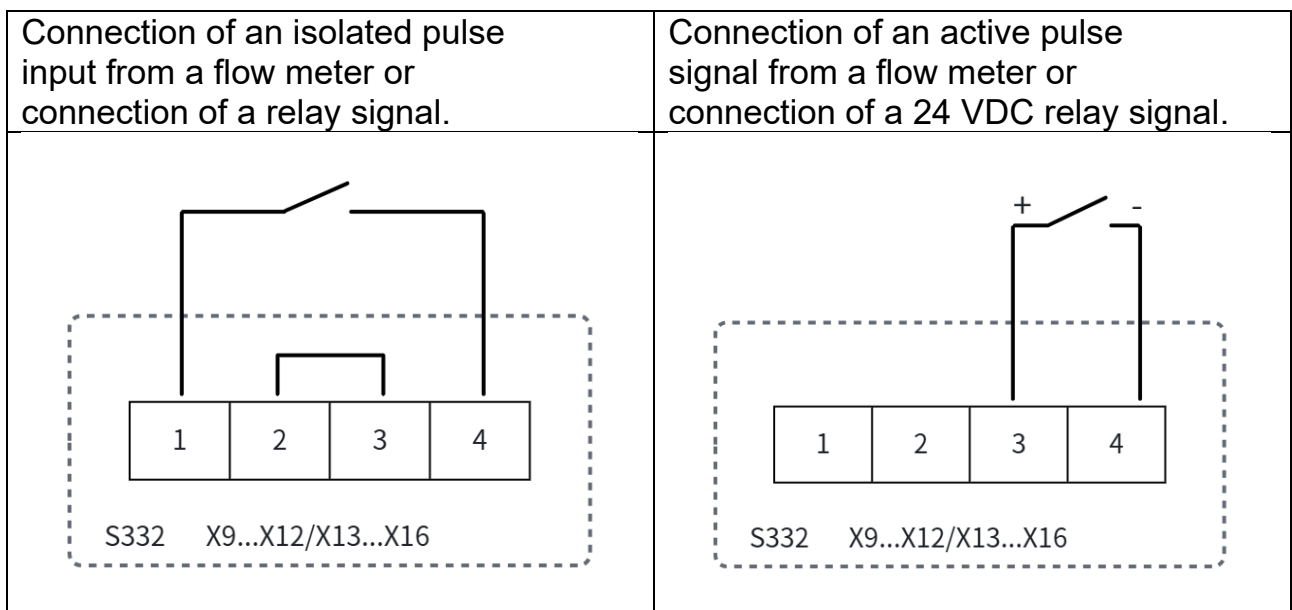 Connection of an isolated pulse
input from a flow meter or
connection of a relay signal.
Connection of an active pulse
signal from a flow meter or
connection of a 24 VDC relay signal.
1 2 3 4
S332 X9...X12/X13...X16
+ -
1 2 3 4
S332 X9...X12/X13...X16